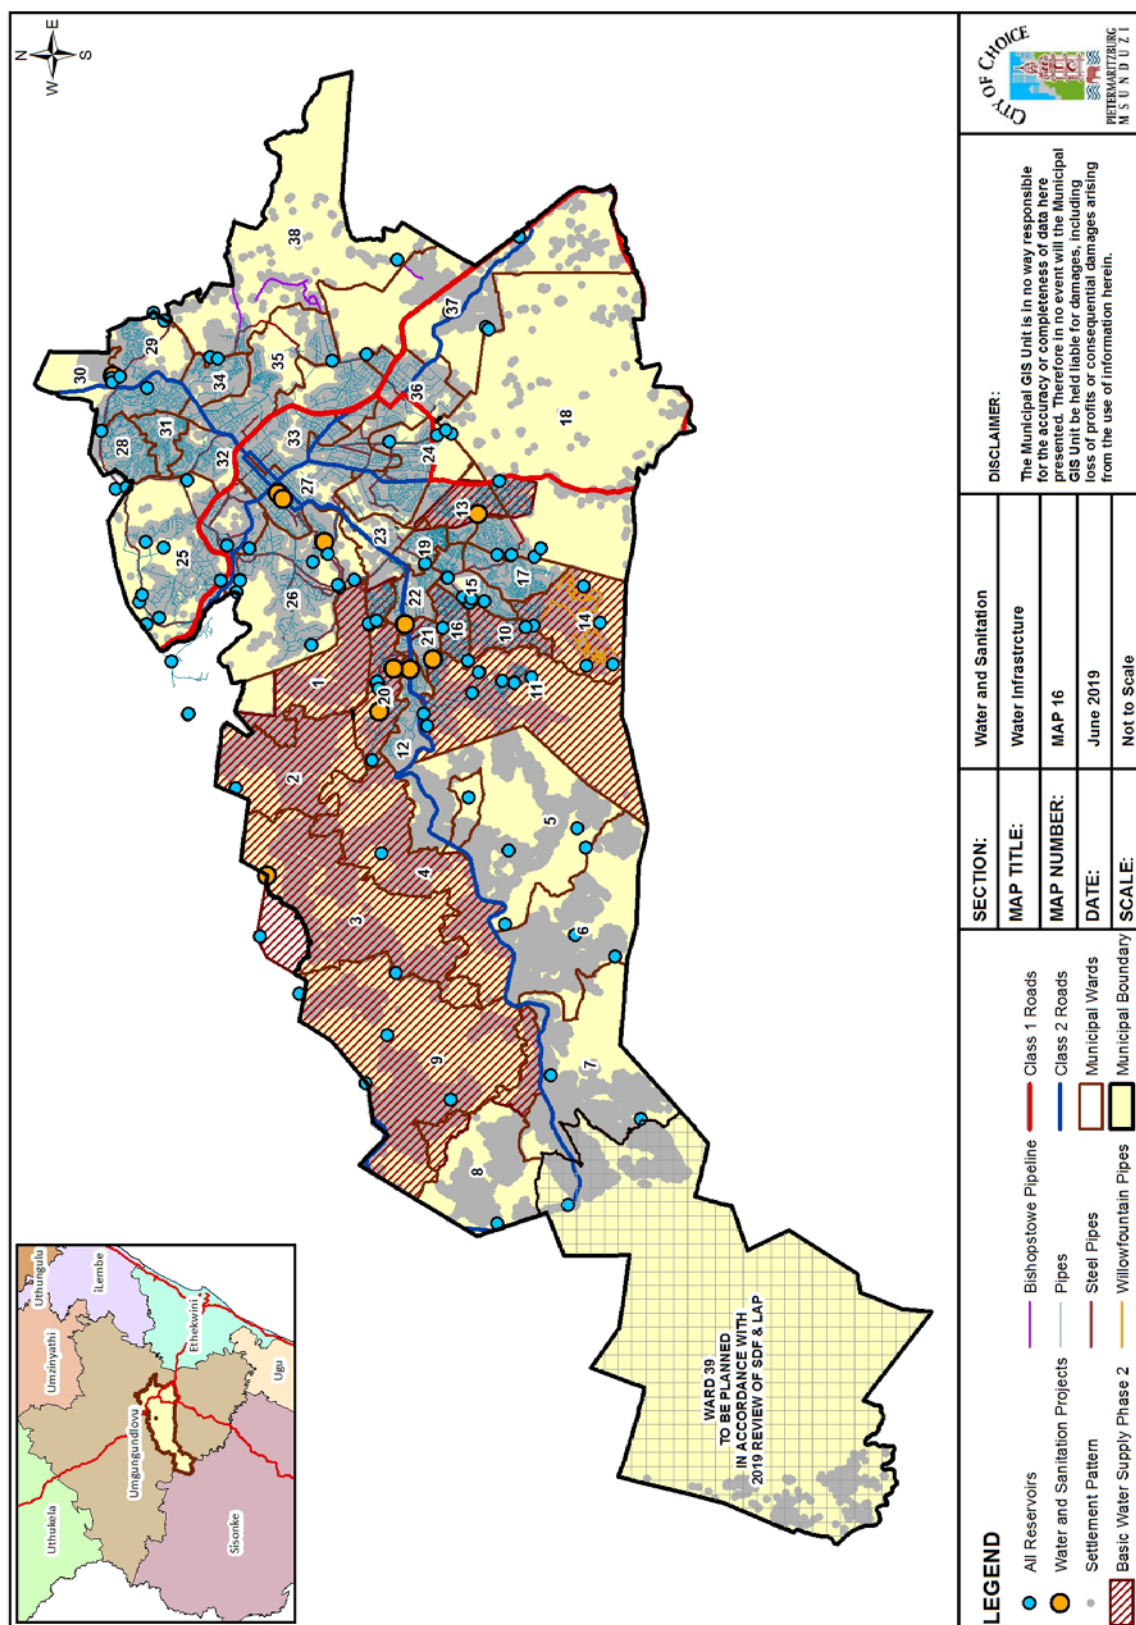 N
E
S
W
Uthungulu
Umzinyathi
iLembe
Uthukela
Umgungundlovu
Ethekwini
Ugu
Sisonke
30
29
28
31
34
38
35
32
33
25
27
26
37
36
24
18
23
13
19
22
15
17
1
21
16
10
14
20
11
12
2
4
5
3
6
9
7
8
WARD 39
TO BE PLANNED
IN ACCORDANCE WITH
2019 REVIEW OF SDF & LAP
LEGEND
All Reservoirs
Water and Sanitation Projects
Settlement Pattern
Basic Water Supply Phase 2
Bishopstowe Pipeline
Pipes
Steel Pipes
Willowfountain Pipes
Class 1 Roads
Class 2 Roads
Municipal Wards
Municipal Boundary
SECTION: Water and Sanitation
MAP TITLE: Water Infrastructure
MAP NUMBER: MAP 16
DATE: June 2019
SCALE: Not to Scale
DISCLAIMER:
The Municipal GIS Unit is in no way responsible
for the accuracy or completeness of data here
presented. Therefore in no event will the Municipal
GIS Unit be held liable for damages, including
loss of profits or consequential damages arising
from the use of information herein.
CITY OF CHOICE
PIETERMARITZBURG
MSUNDUZI